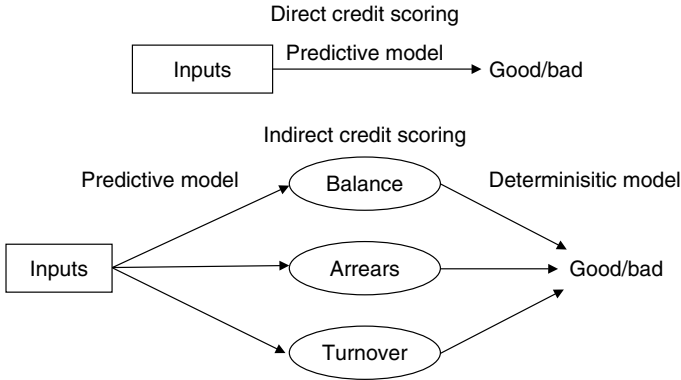 Direct credit scoring
Inputs
Predictive model
Good/bad
Indirect credit scoring
Predictive model
Balance
Determinisitic model
Inputs
Arrears
Good/bad
Turnover